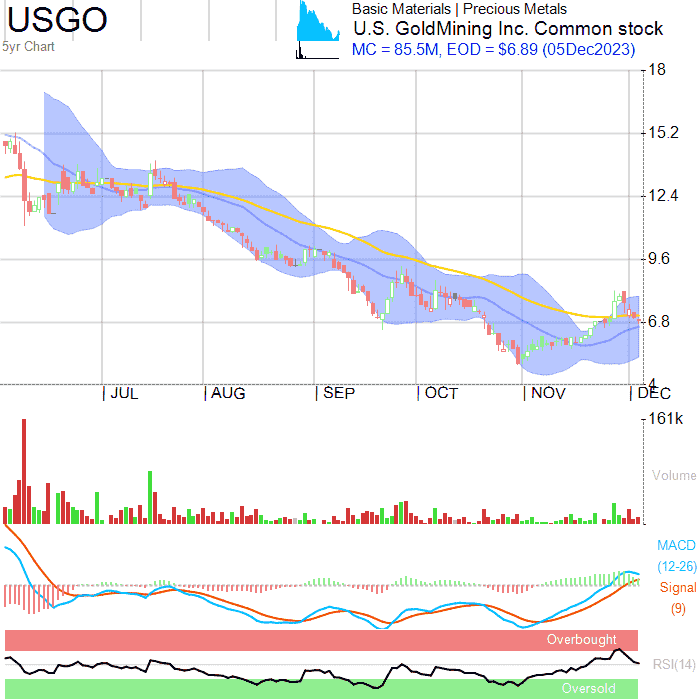 USGO
5yr Chart
Basic Materials | Precious Metals
U.S. GoldMining Inc. Common stock
MC = 85.5M, EOD = $6.89 (05Dec2023)
18
15.2
12.4
9.6
6.8
4
JUL AUG SEP OCT NOV DEC
161k
Volume
MACD
(12-26)
Signal
(9)
Overbought
RSI(14)
Oversold